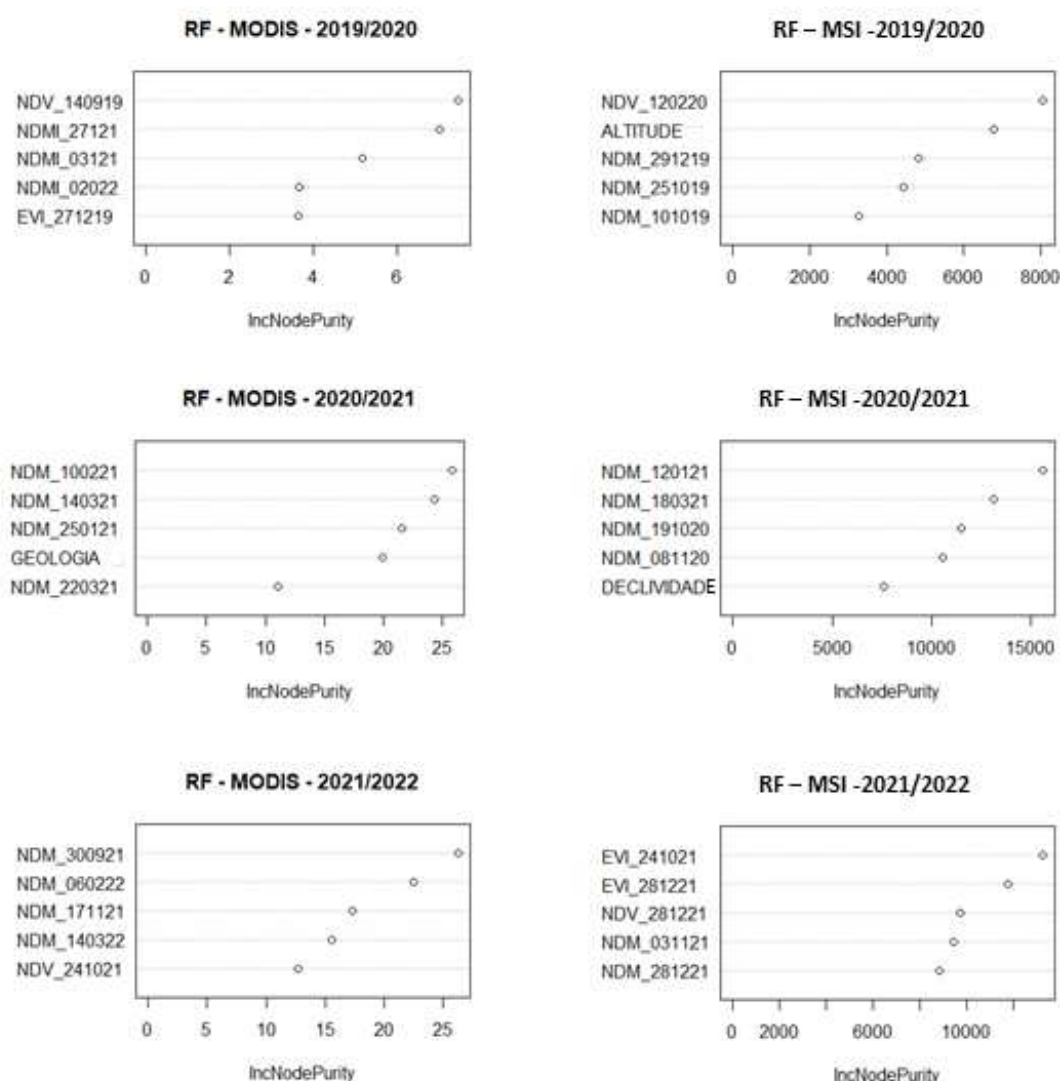 RF - MODIS - 2019/2020
NDV_140919
NDMI_27121
NDMI_03121
NDMI_02022
EVI_271219
0 2 4 6
IncNodePurity
RF – MSI -2019/2020
NDV_120220
ALTITUDE
NDM_291219
NDM_251019
NDM_101019
0 2000 4000 6000 8000
IncNodePurity
RF - MODIS - 2020/2021
NDM_100221
NDM_140321
NDM_250121
GEOLOGIA
NDM_220321
0 5 10 15 20 25
IncNodePurity
RF – MSI -2020/2021
NDM_120121
NDM_180321
NDM_191020
NDM_081120
DECLIVIDADE
0 5000 10000 15000
IncNodePurity
RF - MODIS - 2021/2022
NDM_300921
NDM_060222
NDM_171121
NDM_140322
NDV_241021
0 5 10 15 20 25
IncNodePurity
RF – MSI -2021/2022
EVI_241021
EVI_281221
NDV_281221
NDM_031121
NDM_281221
0 2000 6000 10000
IncNodePurity